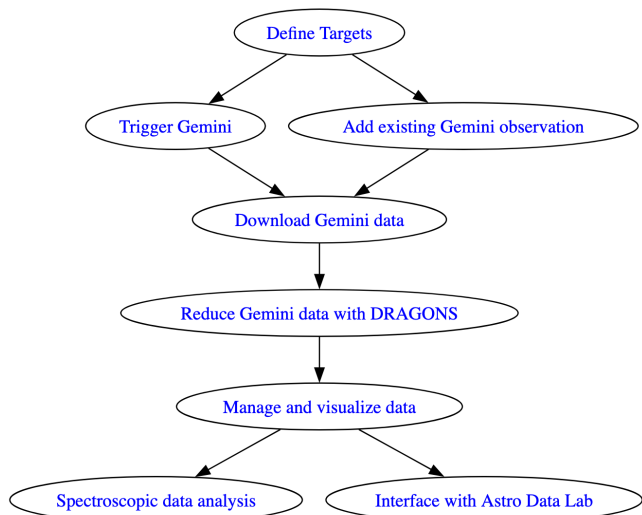 Define Targets
Trigger Gemini
Add existing Gemini observation
Download Gemini data
Reduce Gemini data with DRAGONS
Manage and visualize data
Spectroscopic data analysis
Interface with Astro Data Lab